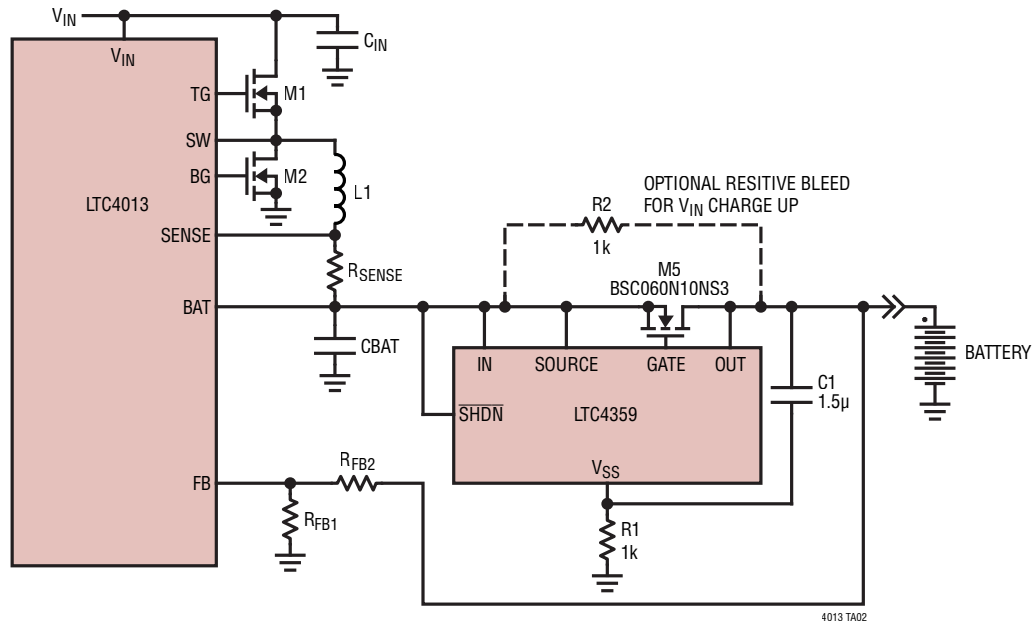 VIN
VIN
CIN
TG
M1
SW
BG
M2
LTC4013
L1
OPTIONAL RESITIVE BLEED
FOR VIN CHARGE UP
R2
1k
SENSE
RSENSE
M5
BSC060N10NS3
BAT
CBAT
IN
SOURCE
GATE
OUT
BATTERY
C1
1.5µ
SHDN
LTC4359
VSS
FB
RFB2
RFB1
R1
1k
4013 TA02